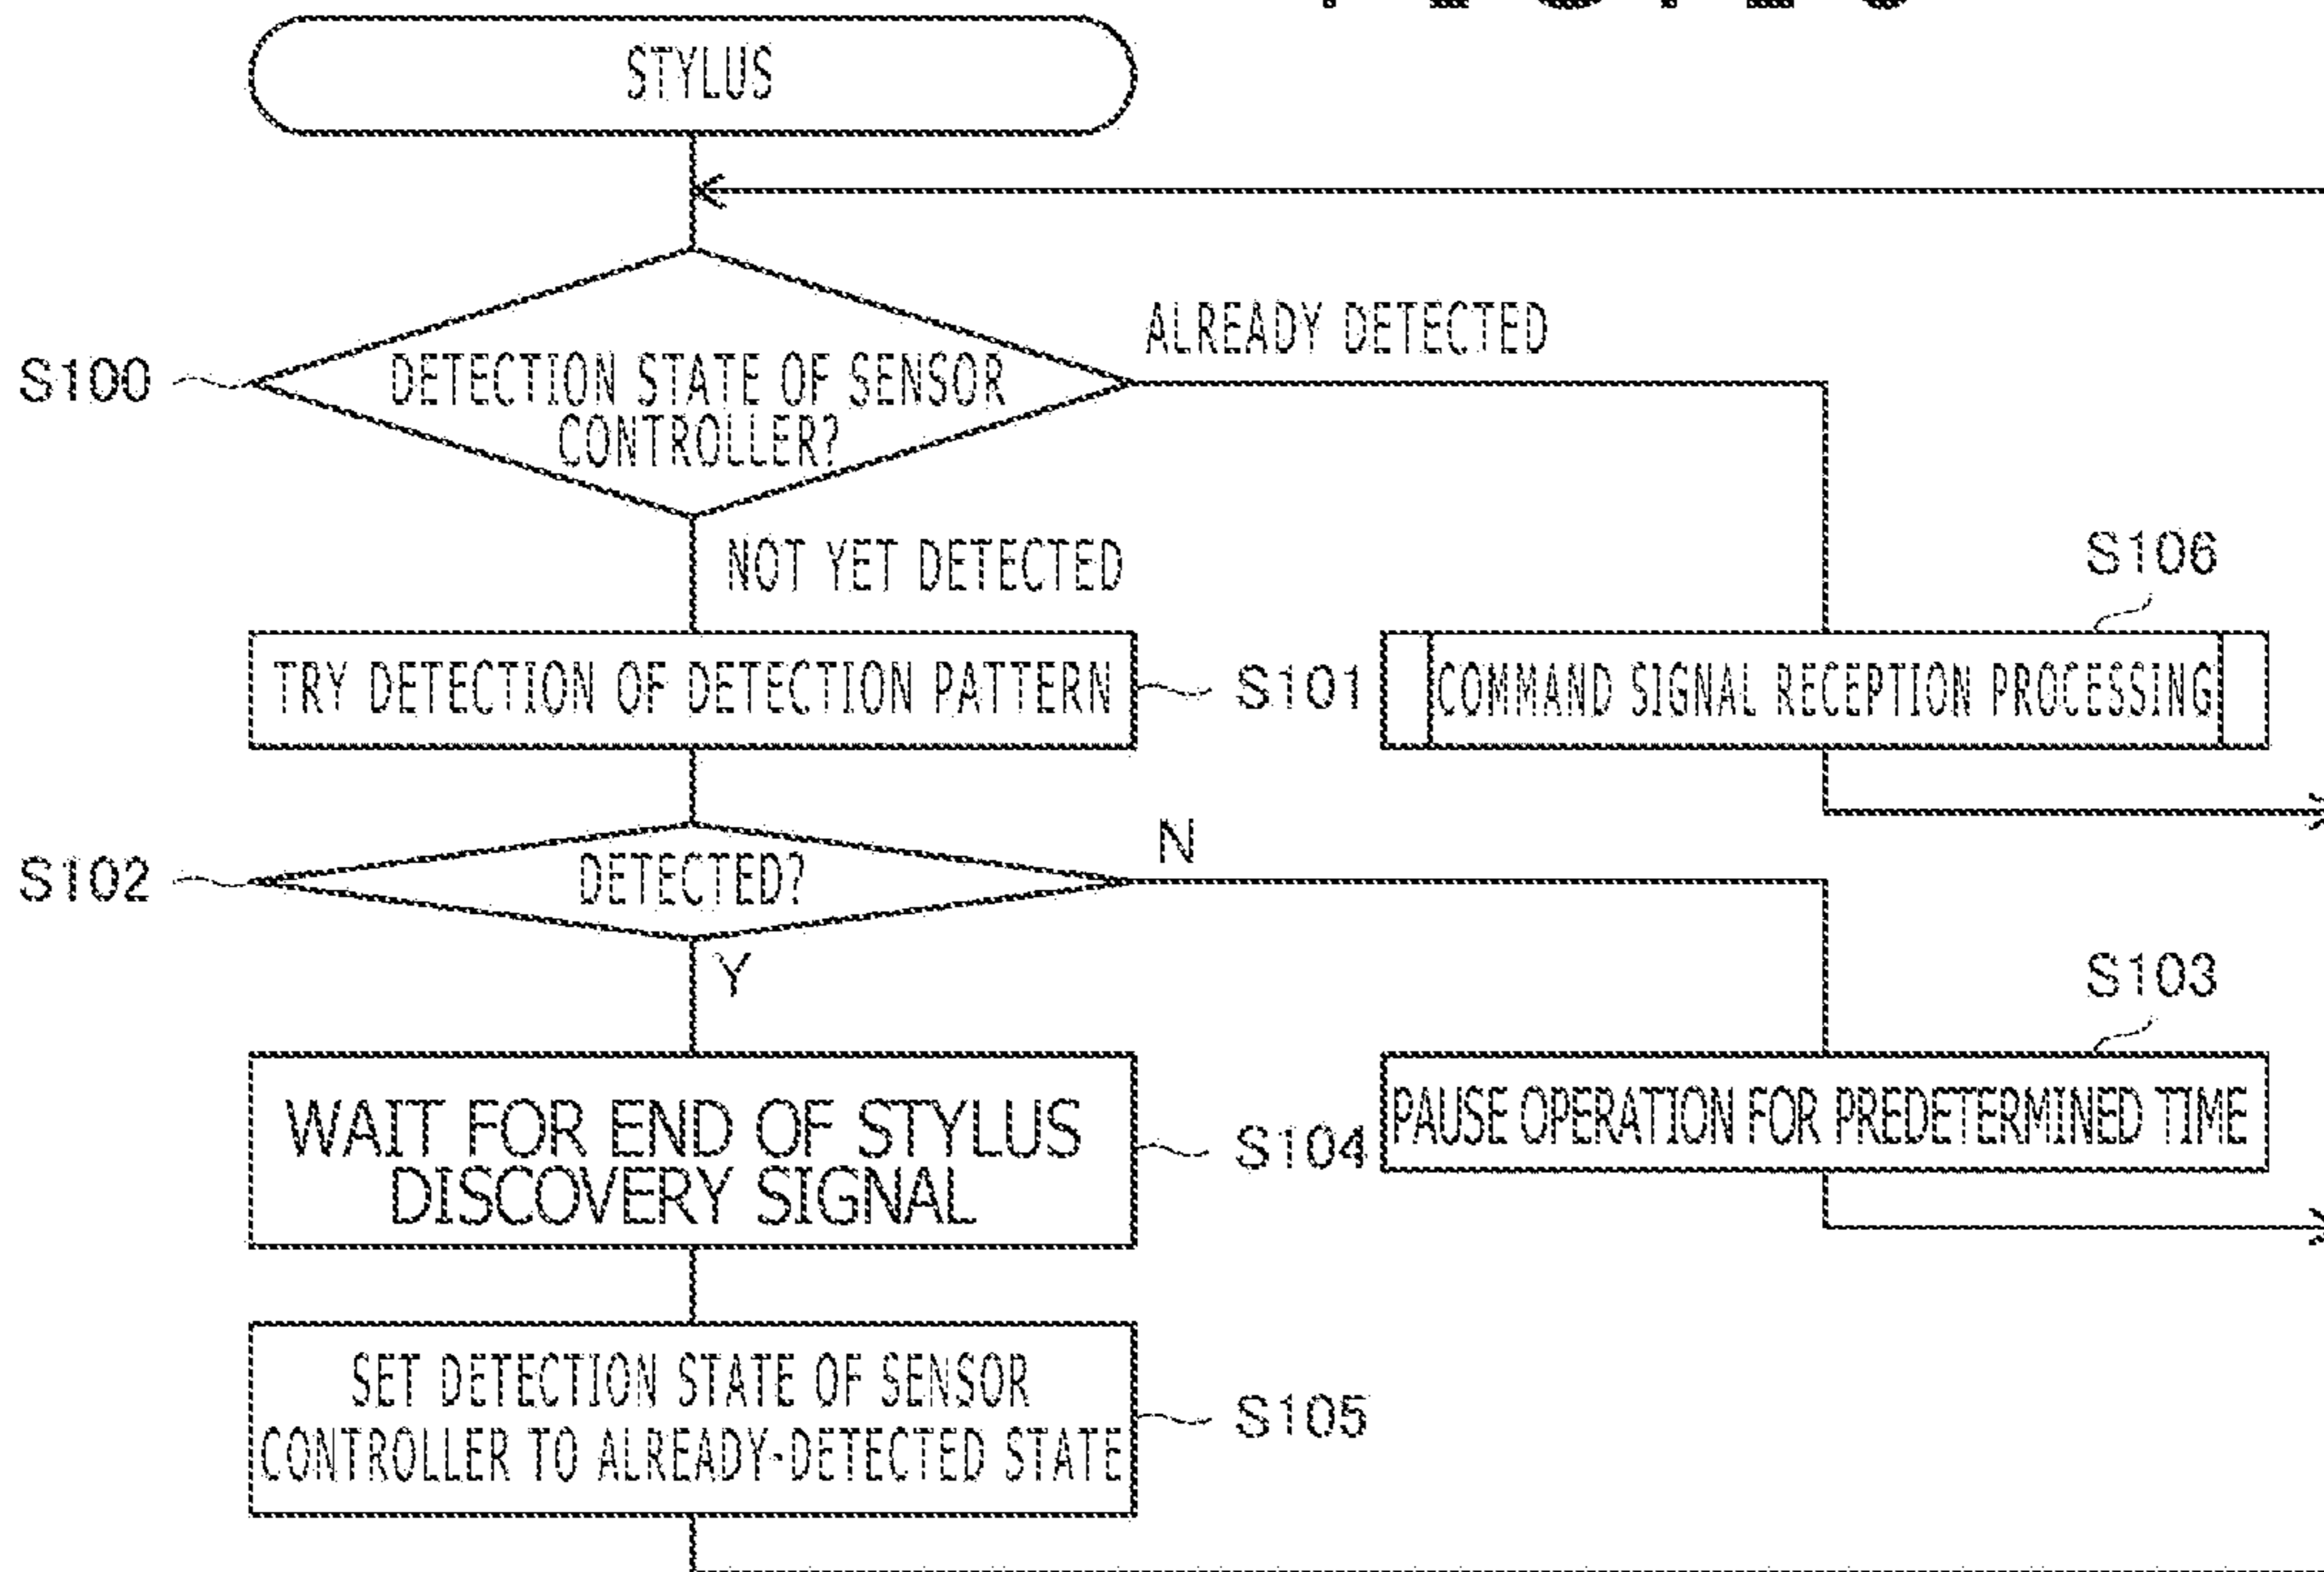 STYLUS
ALREADY DETECTED
S100
DETECTION STATE OF SENSOR
CONTROLLER?
NOT YET DETECTED
S106
TRY DETECTION OF DETECTION PATTERN
S101
COMMAND SIGNAL RECEPTION PROCESSING
N
S102
DETECTED?
Y
S103
WAIT FOR END OF STYLUS
DISCOVERY SIGNAL
S104
PAUSE OPERATION FOR PREDETERMINED TIME
SET DETECTION STATE OF SENSOR
CONTROLLER TO ALREADY-DETECTED STATE
S105